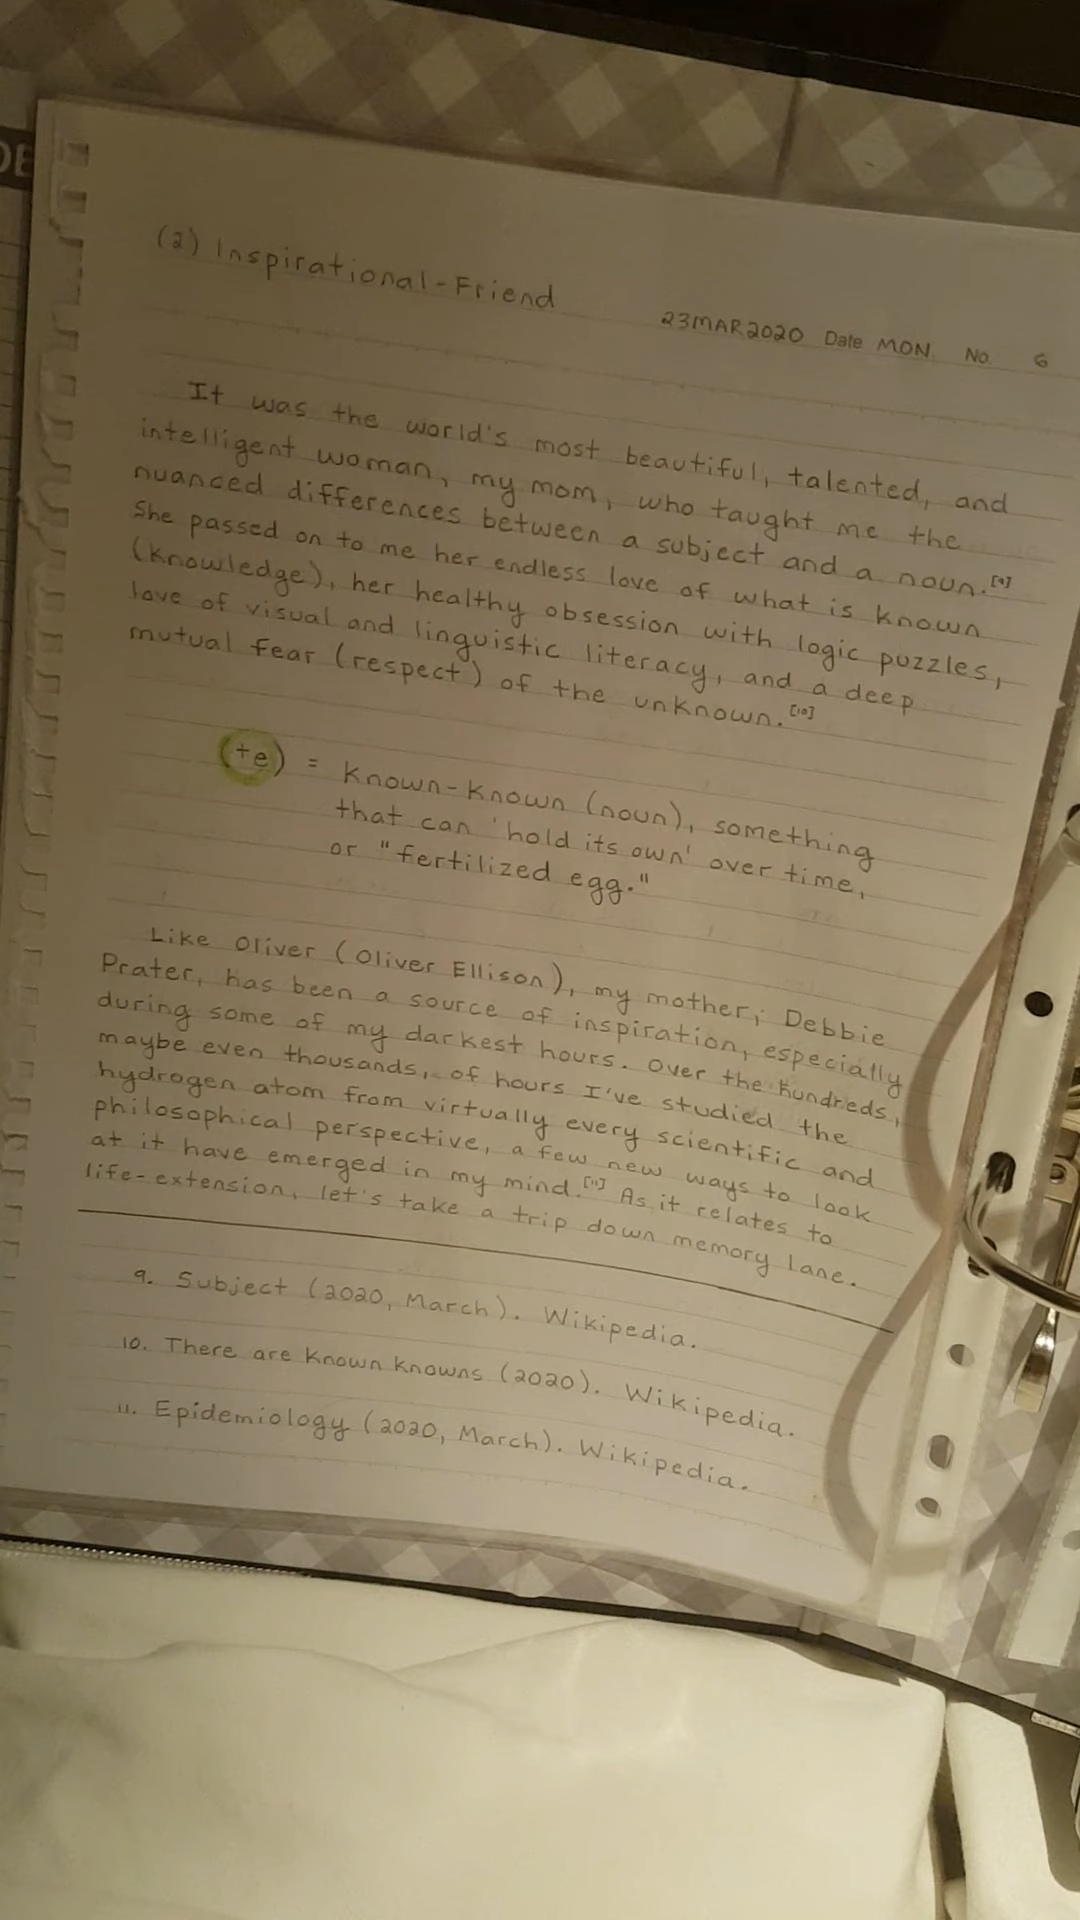 (2) Inspirational-Friend
23MAR2020 Date MON. No. 6
It was the world's most beautiful, talented, and
intelligent woman, my mom, who taught me the
nuanced differences between a subject and a noun.[9]
She passed on to me her endless love of what is known
(knowledge), her healthy obsession with logic puzzles,
love of visual and linguistic literacy, and a deep
mutual fear (respect) of the unknown.[10]
(+e) = Known-Known (noun), something
that can 'hold its own' over time,
or "fertilized egg."
Like Oliver (Oliver Ellison), my mother; Debbie
Prater, has been a source of inspiration, especially
during some of my darkest hours. Over the hundreds,
maybe even thousands, of hours I've studied the
hydrogen atom from virtually every scientific and
philosophical perspective, a few new ways to look
at it have emerged in my mind.[11] As it relates to
life-extension, let's take a trip down memory lane.
9. Subject (2020, March). Wikipedia.
10. There are known knowns (2020). Wikipedia.
11. Epidemiology (2020, March). Wikipedia.